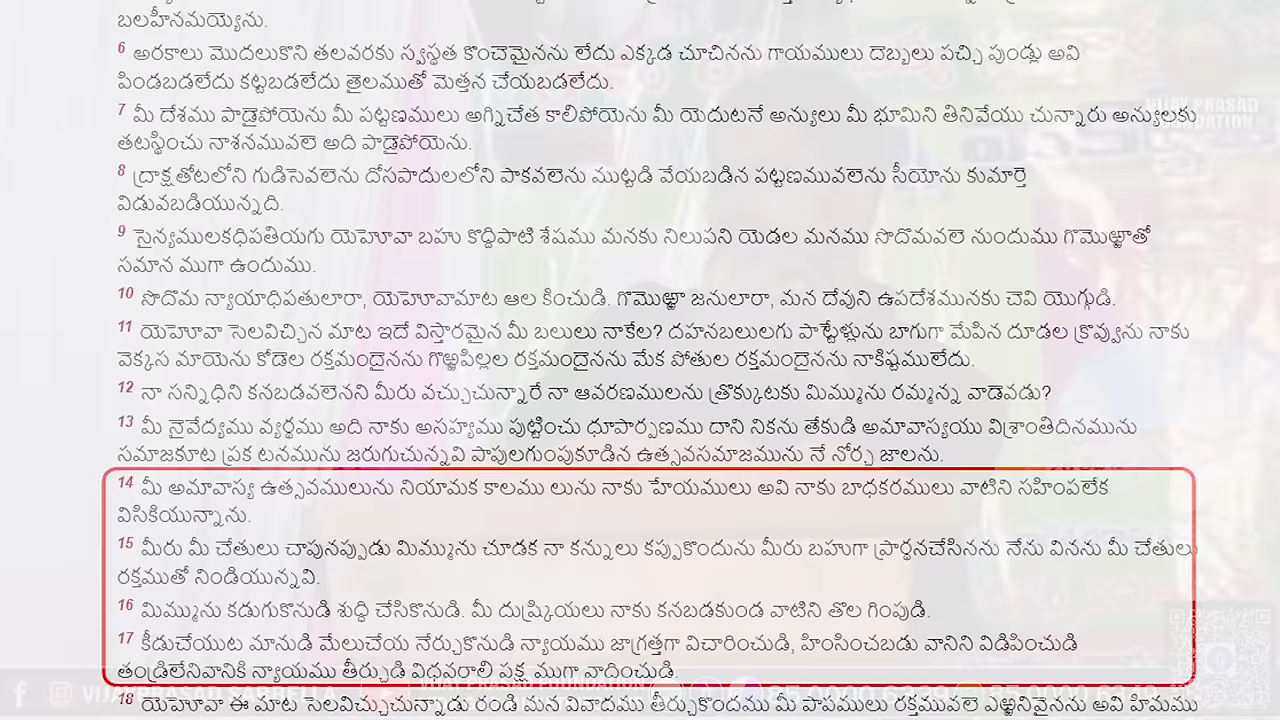 బలహీనమయ్యెను.
6 అరకాలు మొదలుకొని తలవరకు స్వస్థత కొంచెమైనను లేదు ఎక్కడ చూచినను గాయములు దెబ్బలు పచ్చి పుండ్లు అవి
పిండబడలేదు కట్టబడలేదు తైలముతో మెత్తన చేయబడలేదు.
7 మీ దేశము పాడైపోయెను మీ పట్టణములు అగ్నిచేత కాలిపోయెను మీ యెదుటనే అన్యులు మీ భూమిని తినివేయు చున్నారు అన్యులకు
తటస్థించు నాశనమువలె అది పాడైపోయెను.
8 ద్రాక్షతోటలోని గుడిసెవలెను దోసపాదులలోని పాకవలెను ముట్టడి వేయబడిన పట్టణమువలెను సీయోను కుమార్తె
విడువబడియున్నది.
9 సైన్యములకధిపతియగు యెహోవా బహు కొద్దిపాటి శేషము మనకు నిలుపని యెడల మనము సొదొమవలె నుందుము గొమొఱ్ఱాతో
సమాన ముగా ఉందుము.
10 సొదొమ న్యాయాధిపతులారా, యెహోవామాట ఆల కించుడి. గొమొఱ్ఱా జనులారా, మన దేవుని ఉపదేశమునకు చెవి యొగ్గుడి.
11 యెహోవా సెలవిచ్చిన మాట ఇదే విస్తారమైన మీ బలులు నాకేల? దహనబలులగు పాొట్టేళ్లును బాగుగా మేపిన దూడల క్రొవ్వును నాకు
వెక్కస మాయెను కోడెల రక్తమందైనను గొఱ్ఱపిల్లల రక్తమందైనను మేక పోతుల రక్తమందైనను నాకిష్టములేదు.
12 నా సన్నిధిని కనబడవలెనని మీరు వచ్చుచున్నారే నా ఆవరణములను త్రొక్కుటకు మిమ్మును రమ్మన్న వాడెవడు?
13 మీ నైవేద్యము వ్యర్థము అది నాకు అసహ్యము పుట్టించు ధూపార్పణము దాని నికను తేకుడి అమావాస్యయు విశ్రాంతిదినమును
సమాజకూట ప్రక టనమును జరుగుచున్నవి పాపులగుంపుకూడిన ఉత్సవసమాజమును నే నోర్చ జాలను.
14 మీ అమావాస్య ఉత్సవములును నియామక కాలము లును నాకు హేయములు అవి నాకు బాధకరములు వాటిని సహింపలేక
విసికియున్నాను.
15 మీరు మీ చేతులు చాపునప్పుడు మిమ్మును చూడక నా కన్నులు కప్పుకొందును మీరు బహుగా ప్రార్థనచేసినను నేను వినను మీ చేతులు
రక్తముతో నిండియున్నవి.
16 మిమ్మును కడుగుకొనుడి శుద్ధి చేసికొనుడి. మీ దుష్క్రియలు నాకు కనబడకుండ వాటిని తొల గింపుడి.
17 కీడుచేయుట మానుడి మేలుచేయ నేర్చుకొనుడి న్యాయము జాగ్రత్తగా విచారించుడి, హింసించబడు వానిని విడిపించుడి
తండ్రిలేనివానికి న్యాయము తీర్చుడి విధవరాలి పక్ష ముగా వాదించుడి.
18 యెహోవా ఈ మాట సెలవిచ్చుచున్నాడు రండి మన వివాదము తీర్చుకొందము మీ పాపములు రక్తమువలె ఎఱ్ఱనివైనను అవి హిమము
VIJAY PRASAD
FOUNDATION
VIJAY PRASAD FOUNDATION